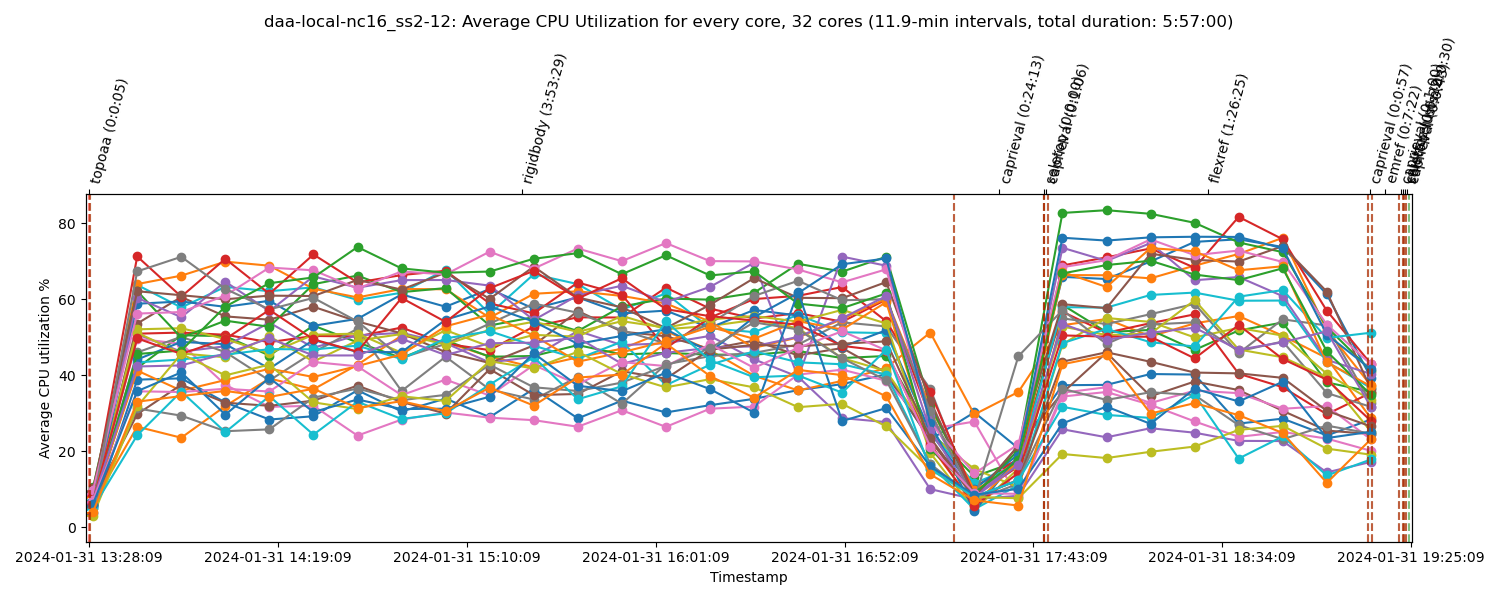 daa-local-nc16_ss2-12: Average CPU Utilization for every core, 32 cores (11.9-min intervals, total duration: 5:57:00)
topoaa (0:0:05)
rigidbody (3:53:29)
caprieval (0:24:13)
caprieval (0:1:06)
flexref (1:26:25)
caprieval (0:0:57)
emref (0:7:22)
Average CPU utilization %
80
60
40
20
0
2024-01-31 13:28:09
2024-01-31 14:19:09
2024-01-31 15:10:09
2024-01-31 16:01:09
2024-01-31 16:52:09
2024-01-31 17:43:09
2024-01-31 18:34:09
2024-01-31 19:25:09
Timestamp